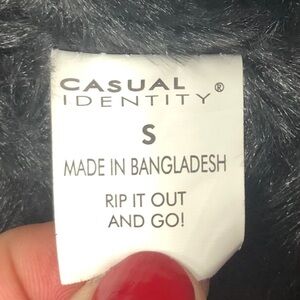 CASUAL ®
IDENTITY
S
MADE IN BANGLADESH
RIP IT OUT
AND GO!